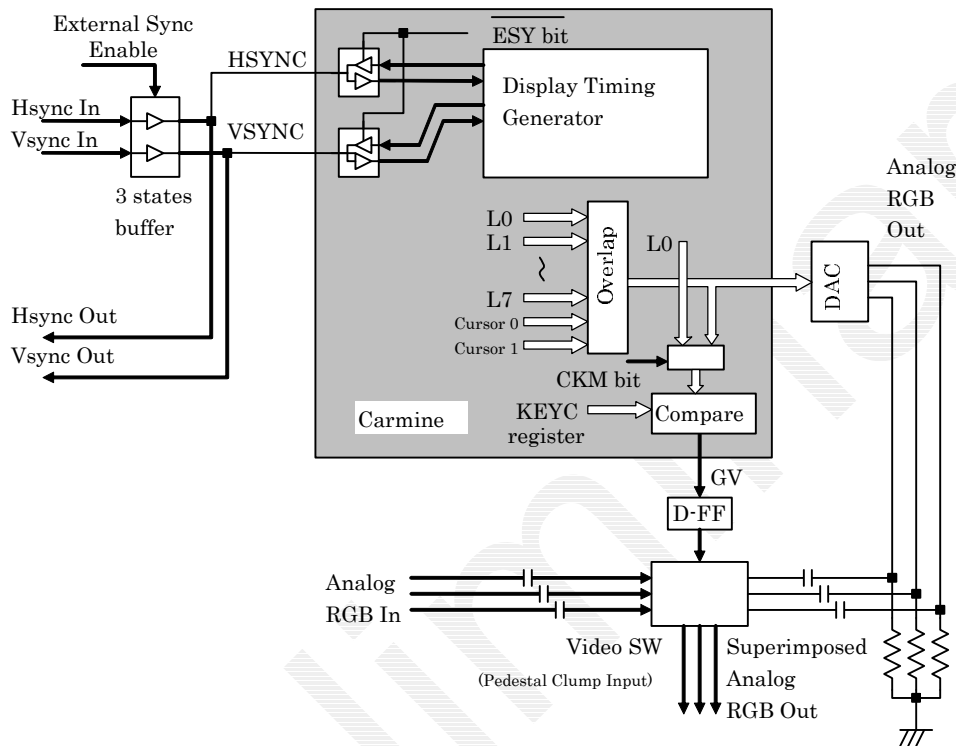 External Sync
Enable
Hsync In
Vsync In
3 states
buffer
Hsync Out
Vsync Out
HSYNC
VSYNC
ESY bit
Display Timing
Generator
L0
L1
~
L7
Cursor 0
Cursor 1
Overlap
L0
CKM bit
KEYC
register
Compare
Carmine
DAC
Analog
RGB
Out
GV
D-FF
Analog
RGB In
Video SW
(Pedestal Clump Input)
Superimposed
Analog
RGB Out